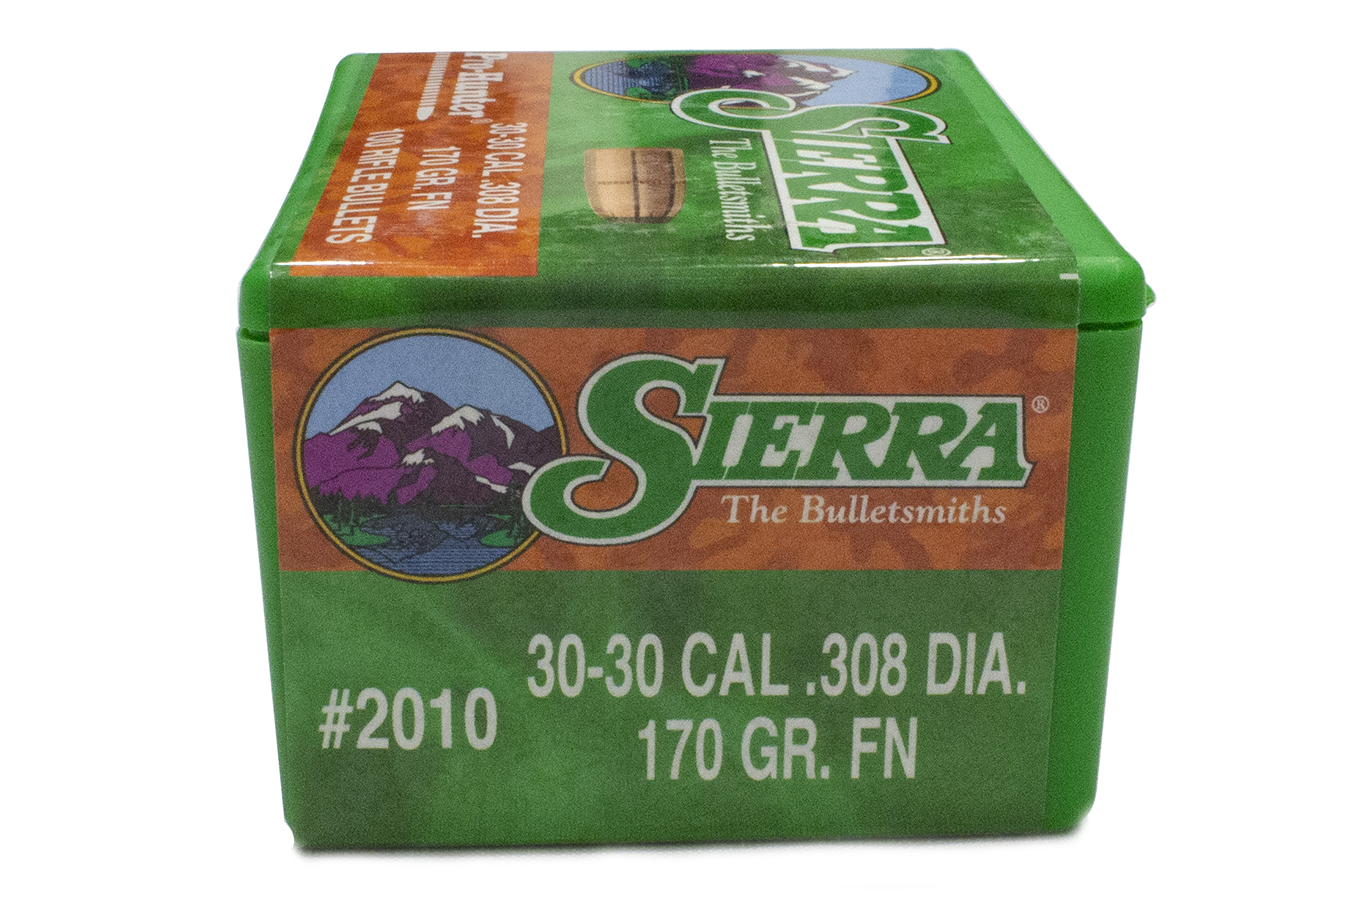 Pro-Hunter®
30-30 CAL .308 DIA.
170 GR. FN
100 RIFLE BULLETS
SIERRA®
The Bulletsmiths
SIERRA®
The Bulletsmiths
#2010
30-30 CAL .308 DIA.
170 GR. FN